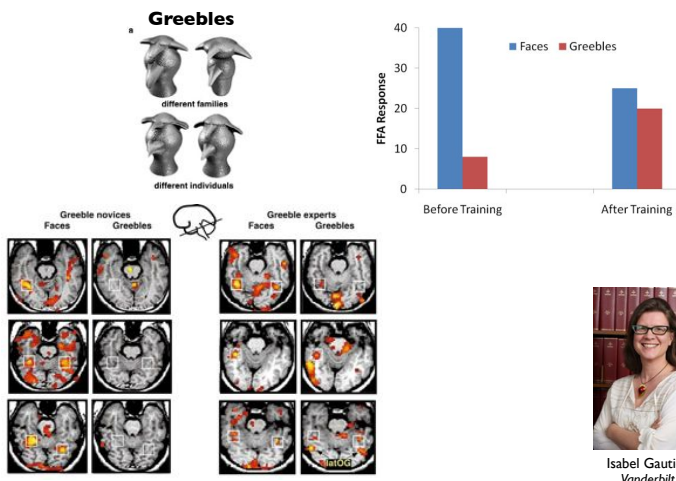 Greebles
a
different families
different individuals
Greeble novices
Faces Greebles
Greeble experts
Faces Greebles
latOG
FFA Response
40
30
20
10
0
Faces Greebles
Before Training After Training
Isabel Gauti
Vanderbilt